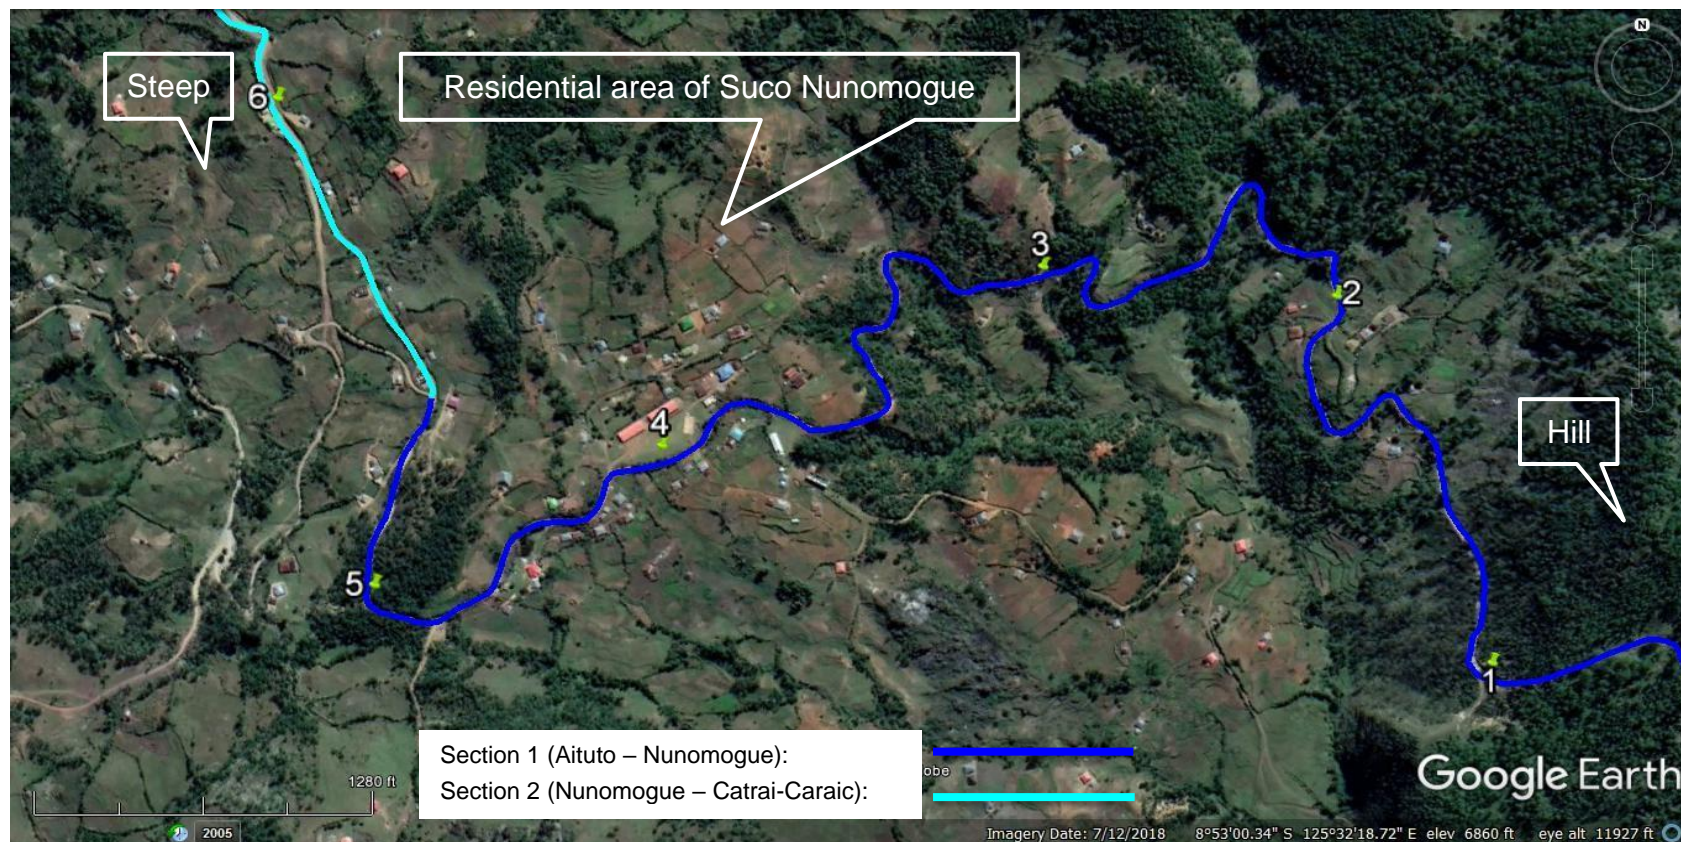 N
Steep
Residential area of Suco Nunomogue
6
3
2
4
Hill
5
1
Section 1 (Aituto – Nunomogue):
Section 2 (Nunomogue – Catrai-Caraic):
obe
1280 ft
Google Earth
2005
Imagery Date: 7/12/2018 8°53'00.34" S 125°32'18.72" E elev 6860 ft eye alt 11927 ft